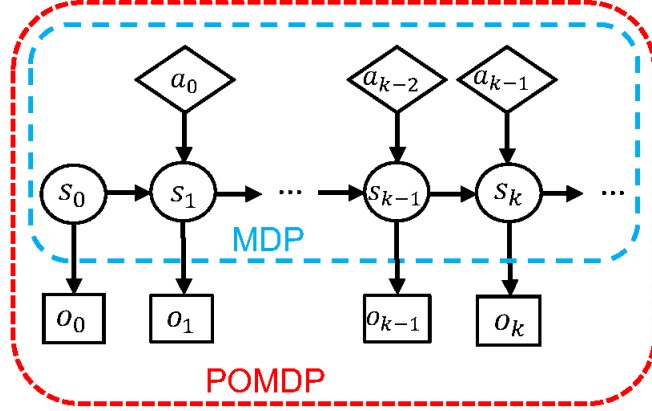 a₀ aₖ₋₂ aₖ₋₁
s₀ s₁ ⋯ sₖ₋₁ sₖ ⋯
MDP
o₀ o₁ oₖ₋₁ oₖ
POMDP